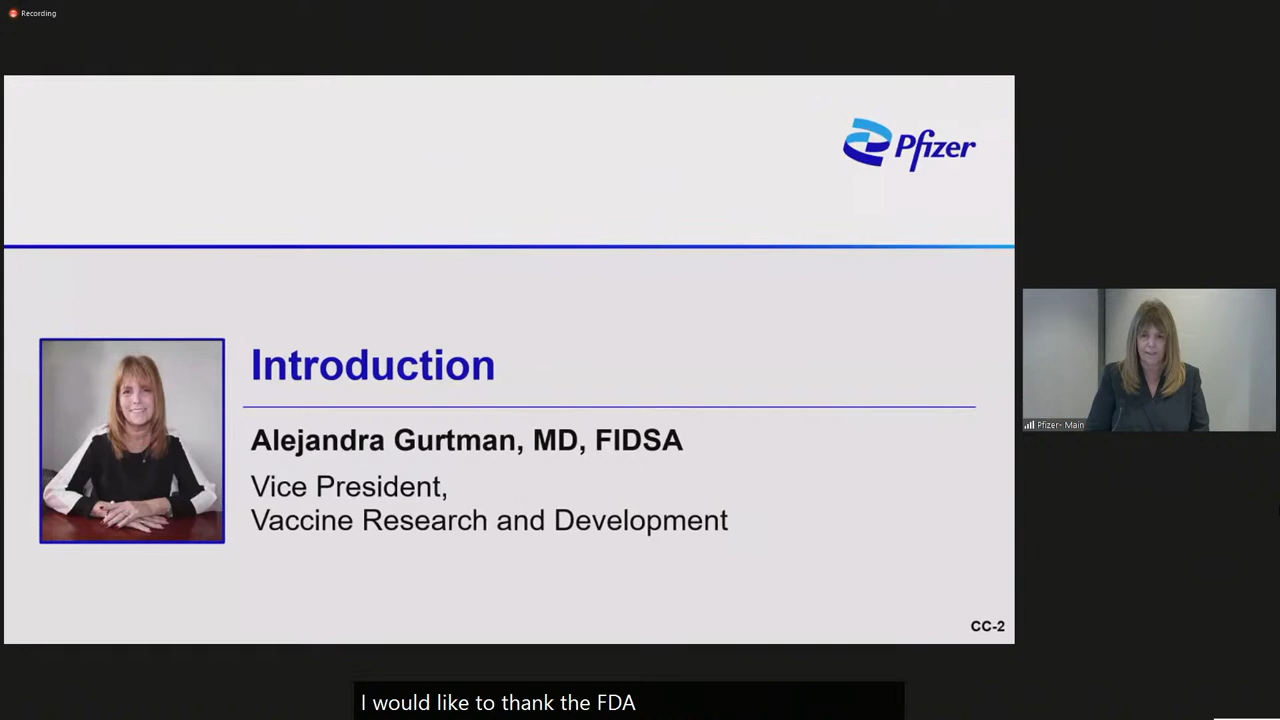 Recording
Pfizer
Introduction
Alejandra Gurtman, MD, FIDSA
Vice President,
Vaccine Research and Development
CC-2
Pfizer- Main
I would like to thank the FDA